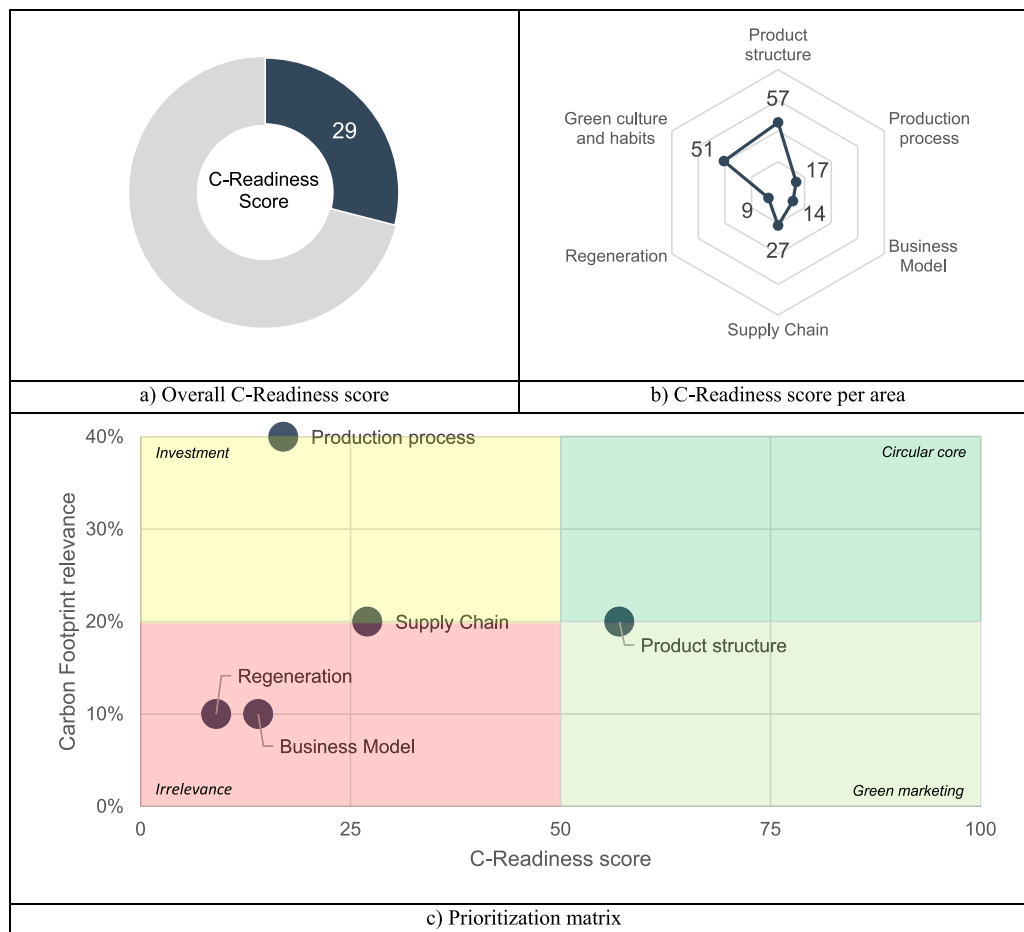 29
C-Readiness
Score
a) Overall C-Readiness score
Product
structure
57
Green culture
and habits
51
Production
process
17
9
14
27
Regeneration
Business
Model
Supply Chain
b) C-Readiness score per area
Carbon Footprint relevance
40%
30%
20%
10%
0%
Investment
Production process
Circular core
Supply Chain
Product structure
Regeneration
Business Model
Irrelevance
Green marketing
0
25
50
75
100
C-Readiness score
c) Prioritization matrix